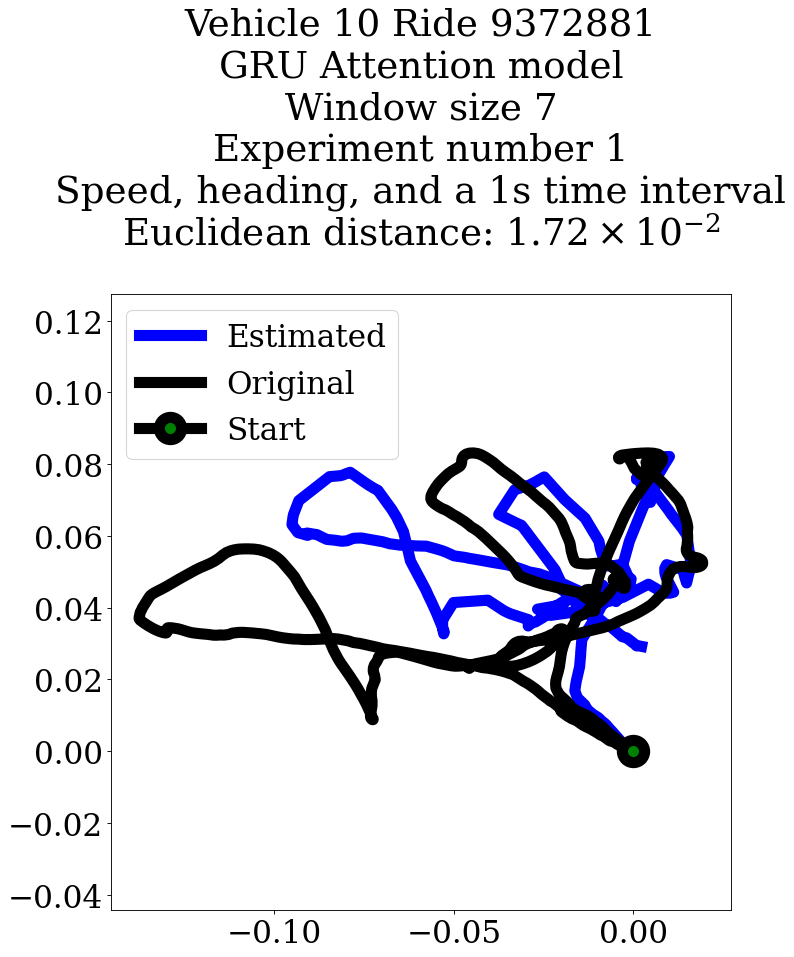 Vehicle 10 Ride 9372881
GRU Attention model
Window size 7
Experiment number 1
Speed, heading, and a 1s time interval
Euclidean distance: 1.72 × 10⁻²
Estimated
Original
Start
0.12
0.10
0.08
0.06
0.04
0.02
0.00
−0.02
−0.04
−0.10
−0.05
0.00